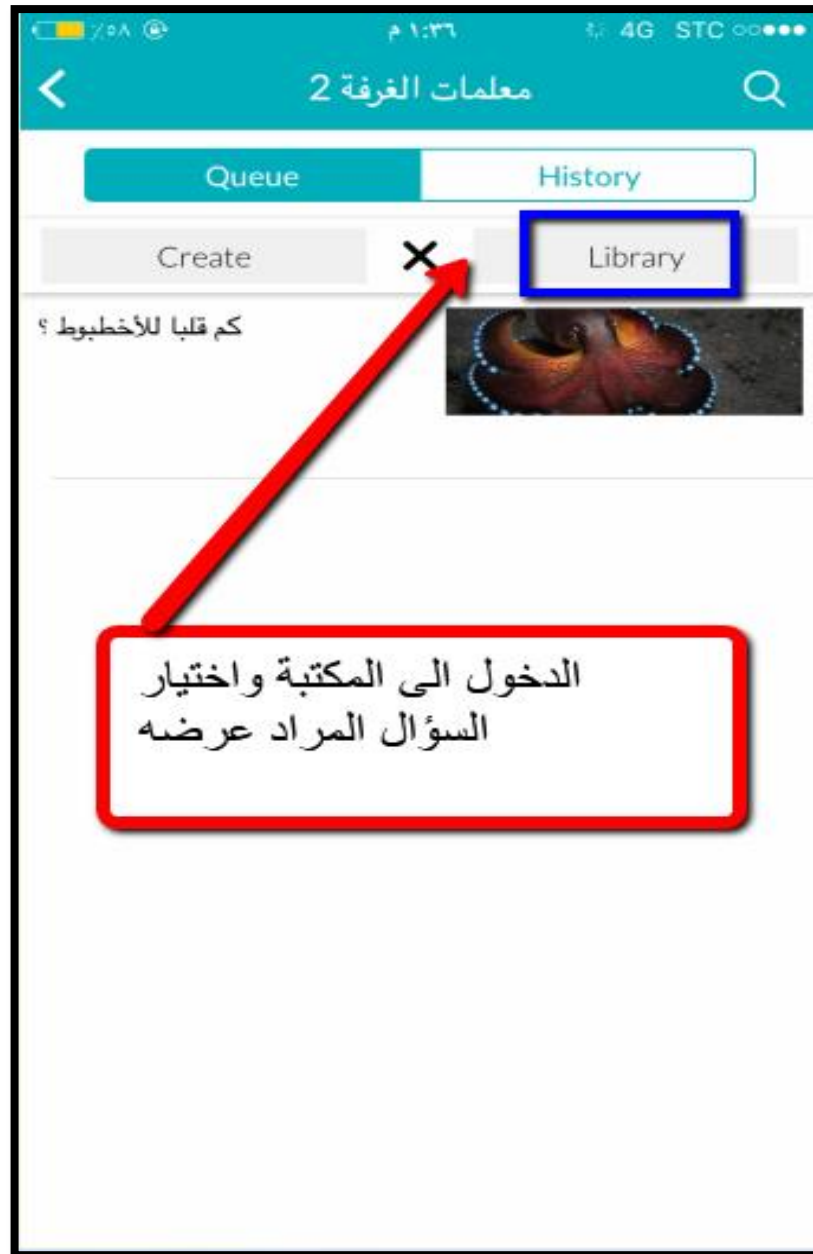 ٪٥٨ ١:٣٦ م 4G STC
معلمات الغرفة 2
Queue History
Create Library
كم قلبا للأخطبوط ؟
الدخول الى المكتبة واختيار
السؤال المراد عرضه